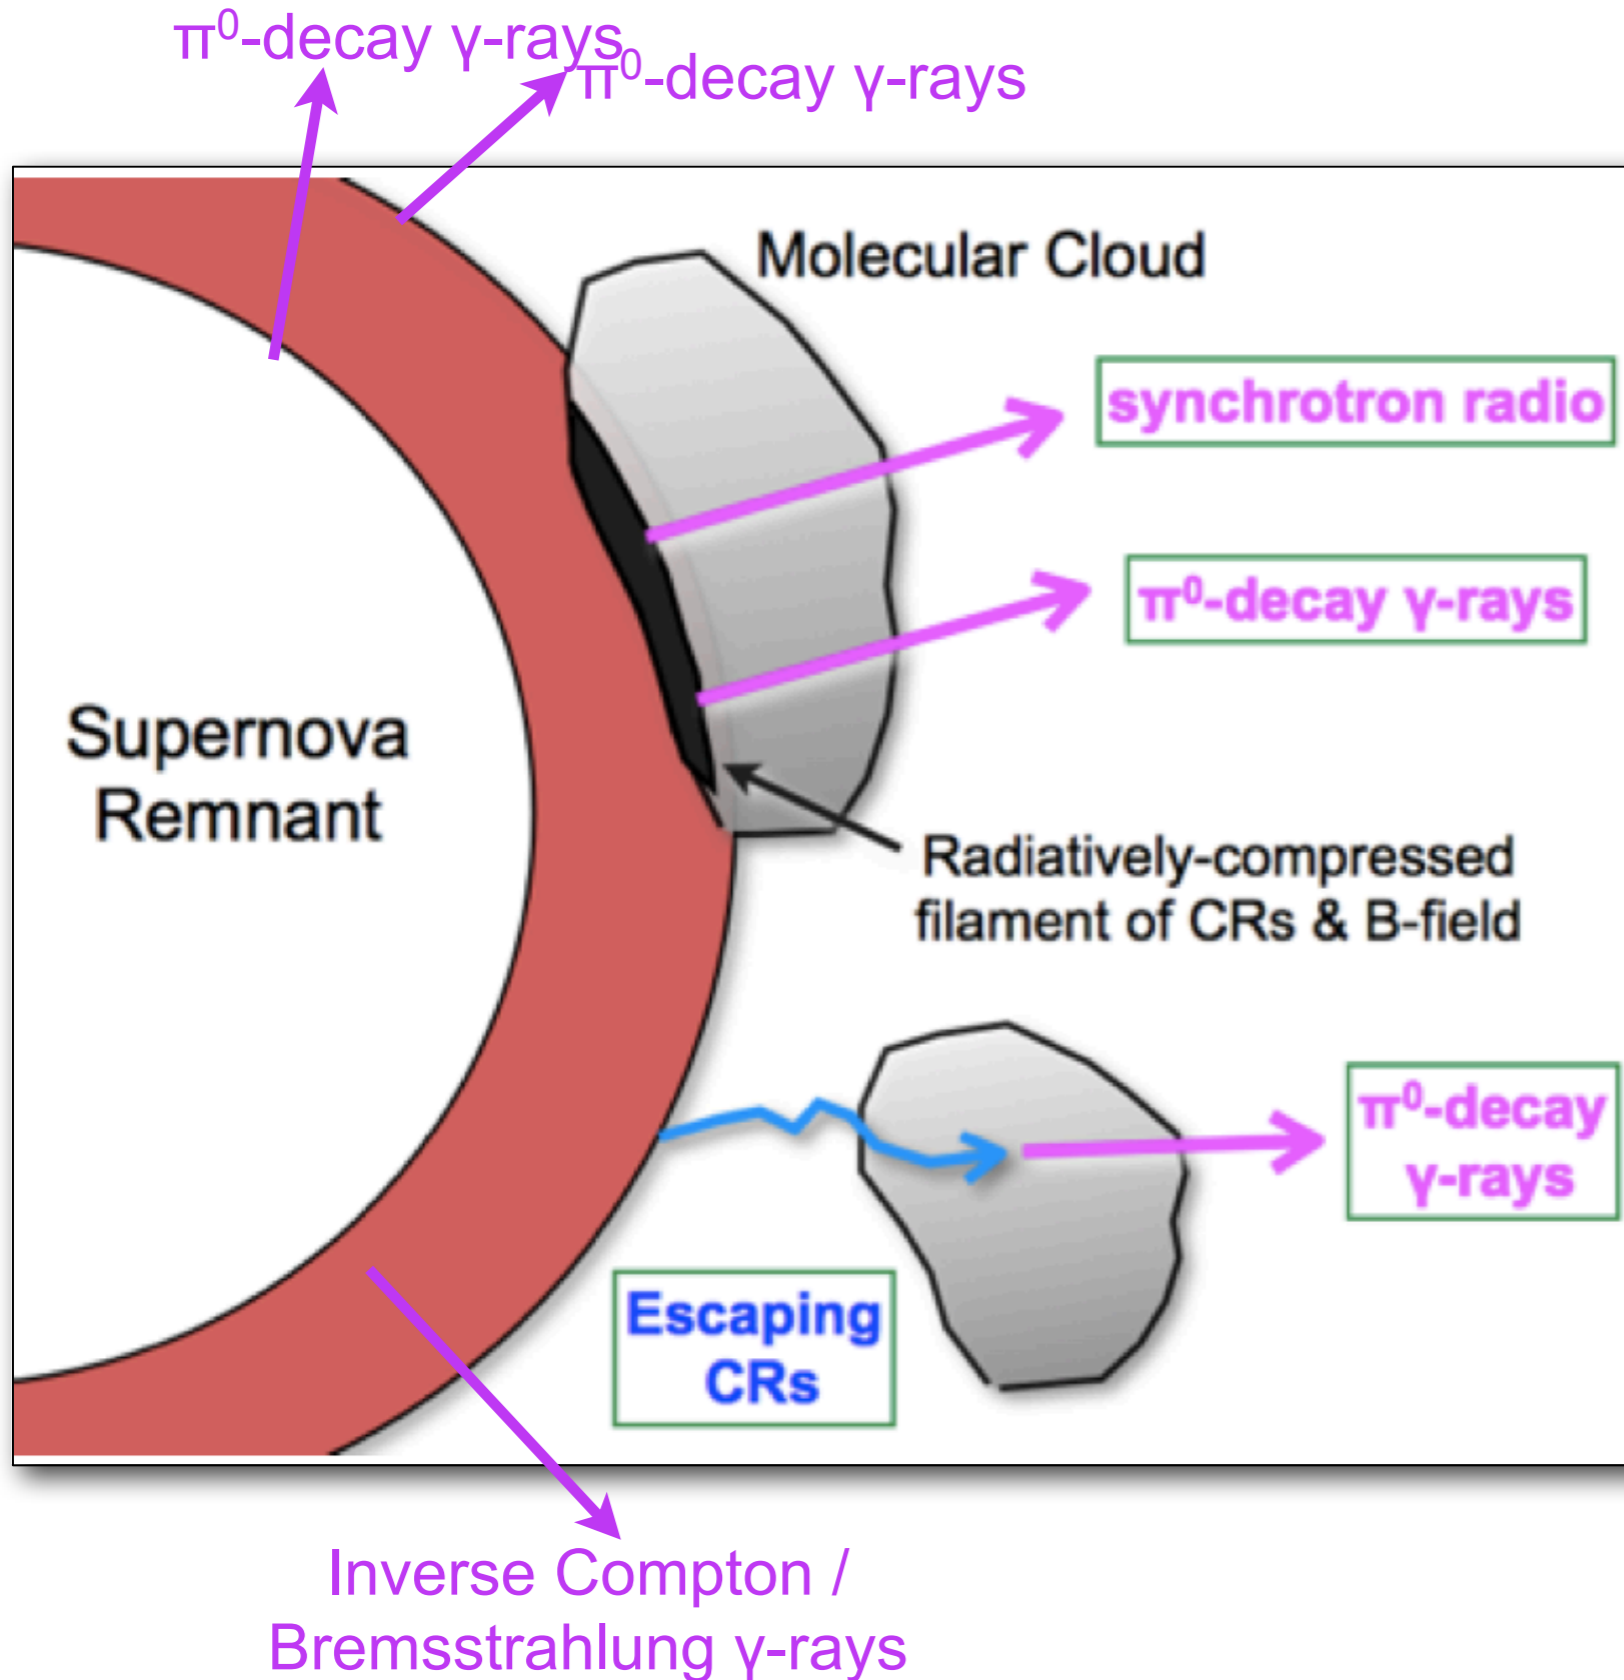 π⁰-decay γ-rays
π⁰-decay γ-rays
Molecular Cloud
synchrotron radio
π⁰-decay γ-rays
Supernova
Remnant
Radiatively-compressed
filament of CRs & B-field
π⁰-decay
γ-rays
Escaping
CRs
Inverse Compton /
Bremsstrahlung γ-rays